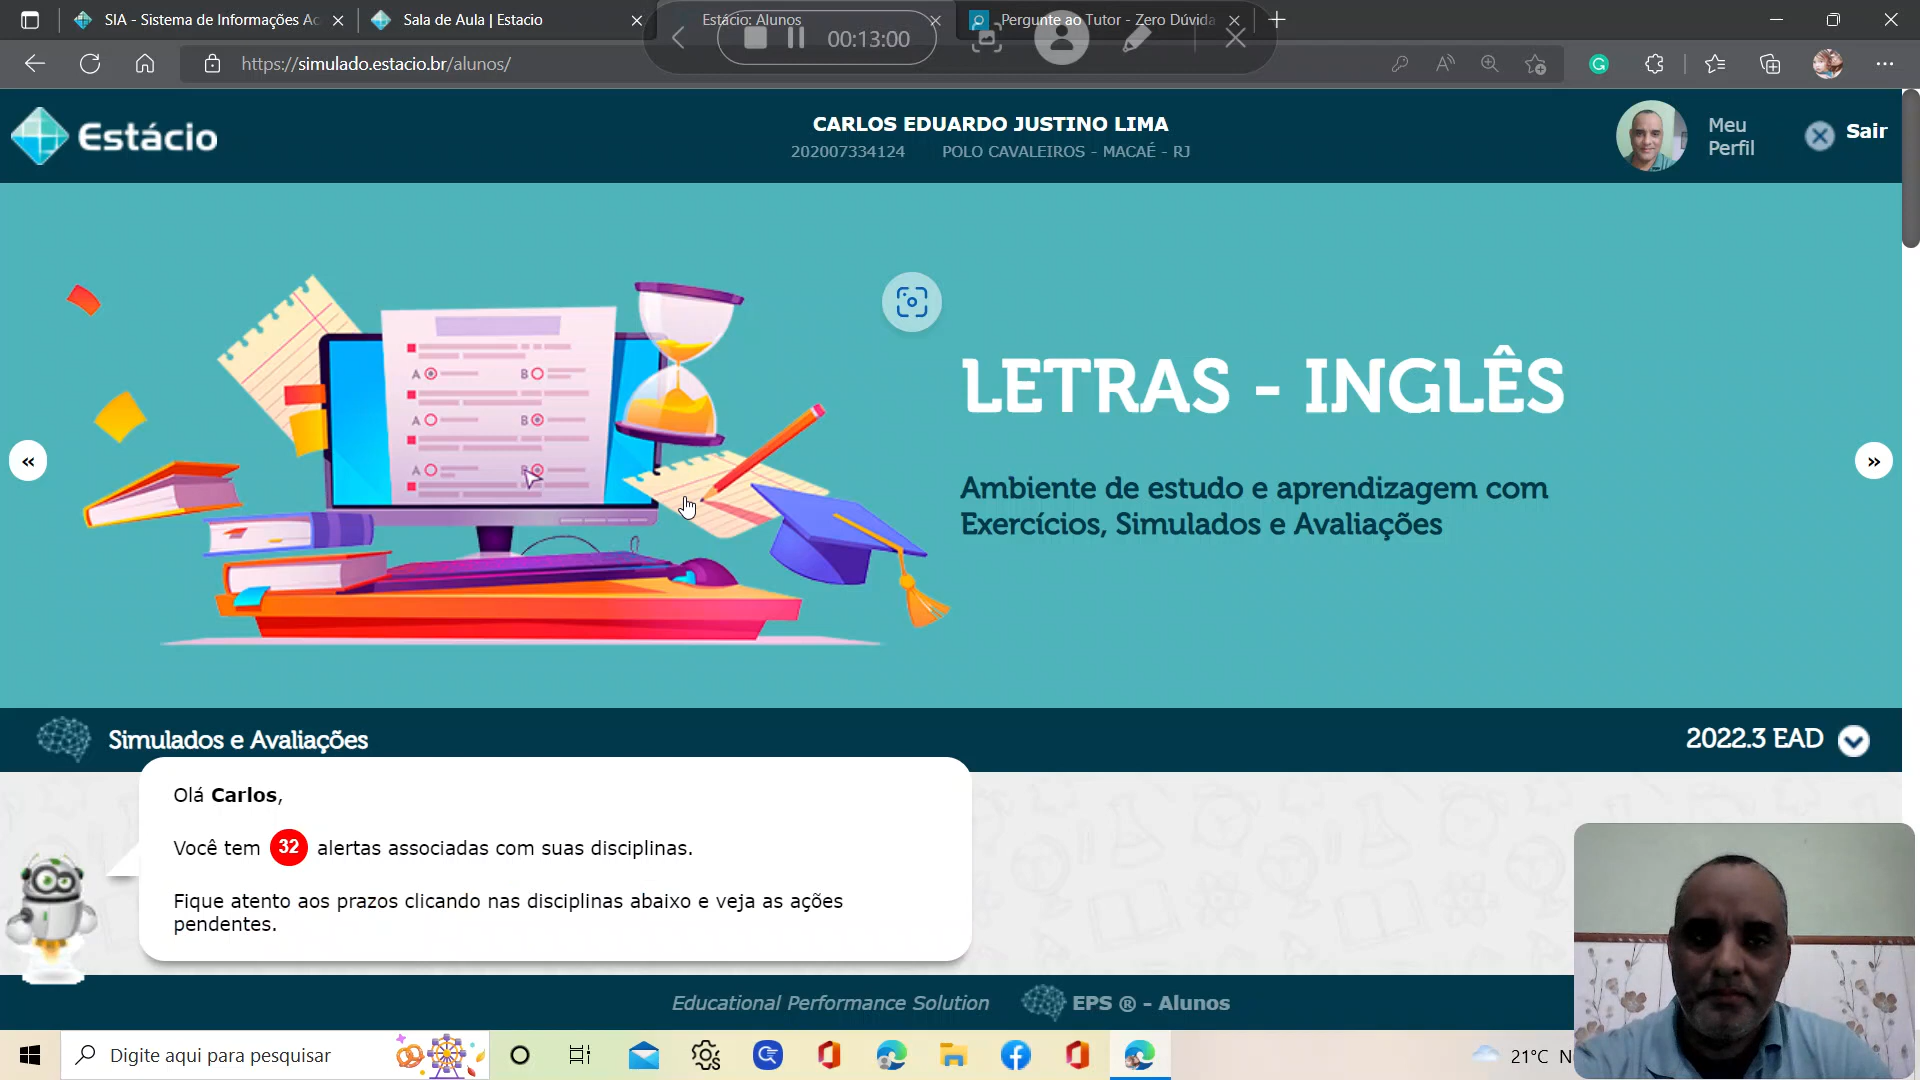 SIA - Sistema de Informações Ac
Sala de Aula | Estacio
Estácio: Alunos
Pergunte ao Tutor - Zero Dúvida
00:13:00
https://simulado.estacio.br/alunos/
Estácio
CARLOS EDUARDO JUSTINO LIMA
202007334124 POLO CAVALEIROS - MACAÉ - RJ
Meu
Perfil
Sair
A B
A B
A B
LETRAS - INGLÊS
Ambiente de estudo e aprendizagem com
Exercícios, Simulados e Avaliações
Simulados e Avaliações
2022.3 EAD
Olá Carlos,
Você tem 32 alertas associadas com suas disciplinas.
Fique atento aos prazos clicando nas disciplinas abaixo e veja as ações
pendentes.
Educational Performance Solution EPS ® - Alunos
Digite aqui para pesquisar
21°C N